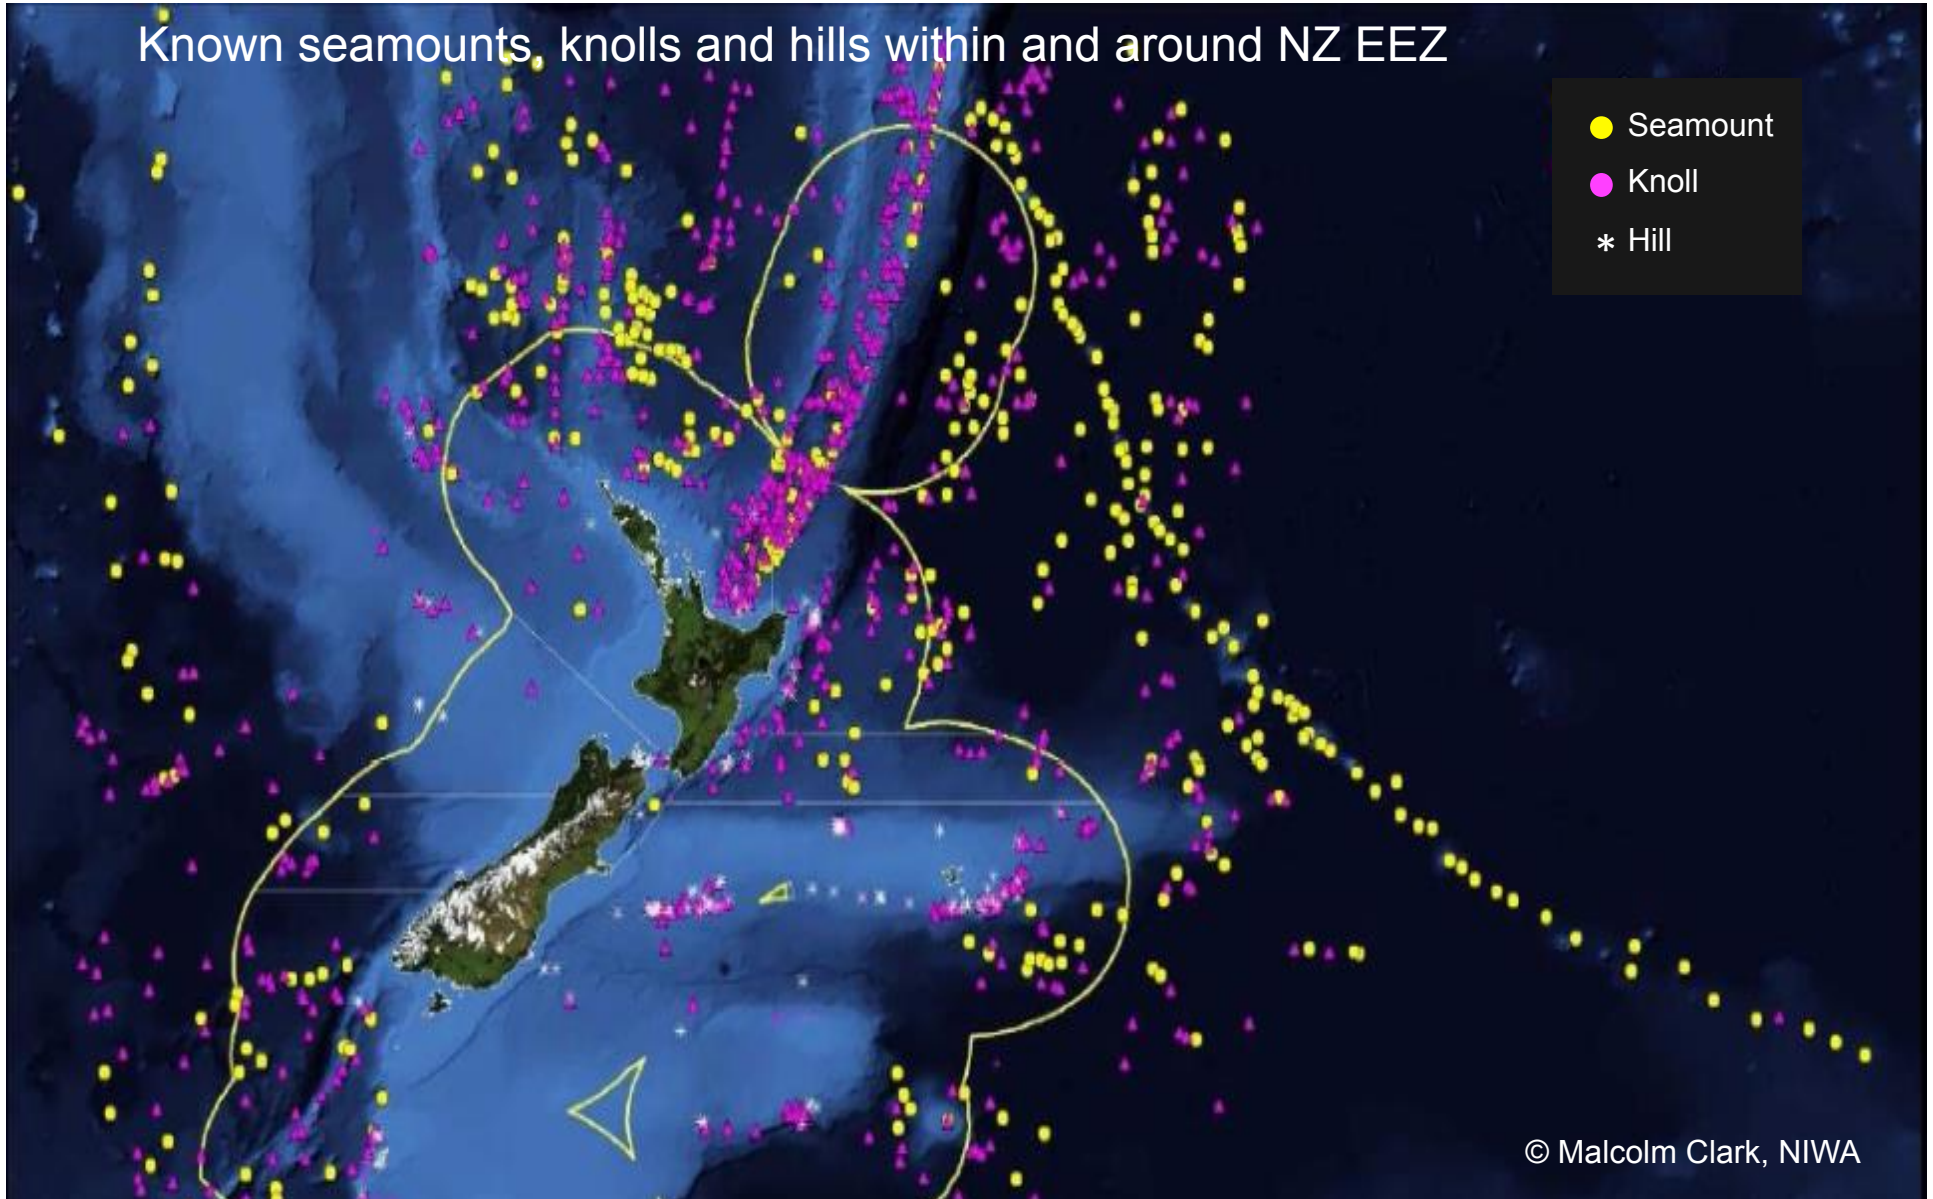 Known seamounts, knolls and hills within and around NZ EEZ
Seamount
Knoll
Hill
© Malcolm Clark, NIWA